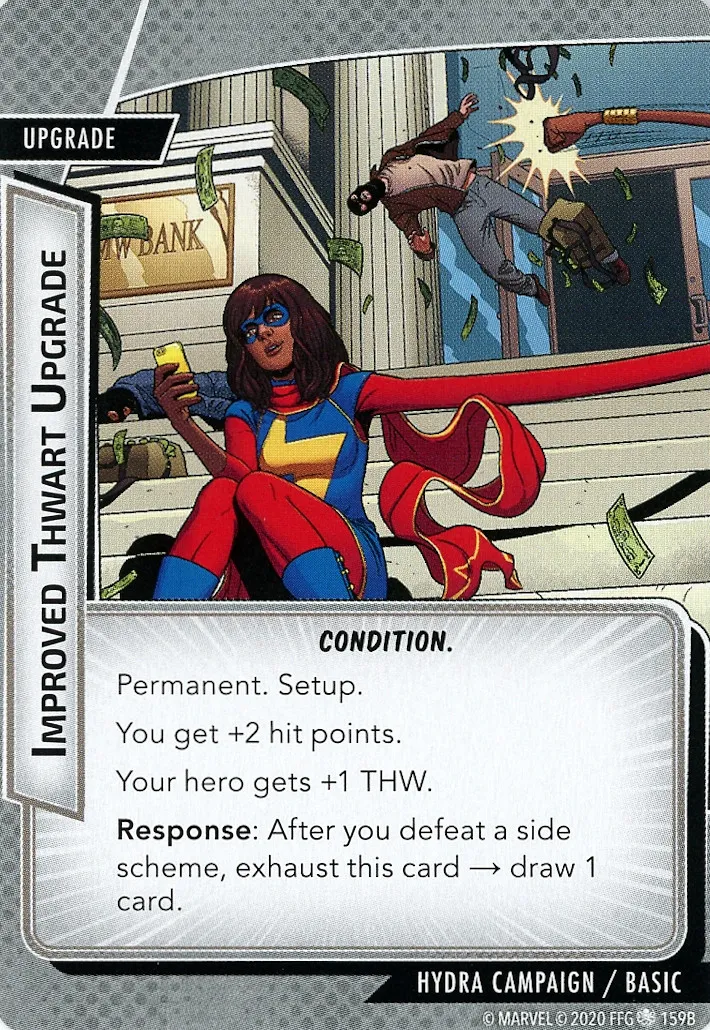 UPGRADE
MW BANK
IMPROVED THWART UPGRADE
CONDITION.
Permanent. Setup.
You get +2 hit points.
Your hero gets +1 THW.
Response: After you defeat a side
scheme, exhaust this card → draw 1
card.
HYDRA CAMPAIGN / BASIC
© MARVEL © 2020 FFG 159B